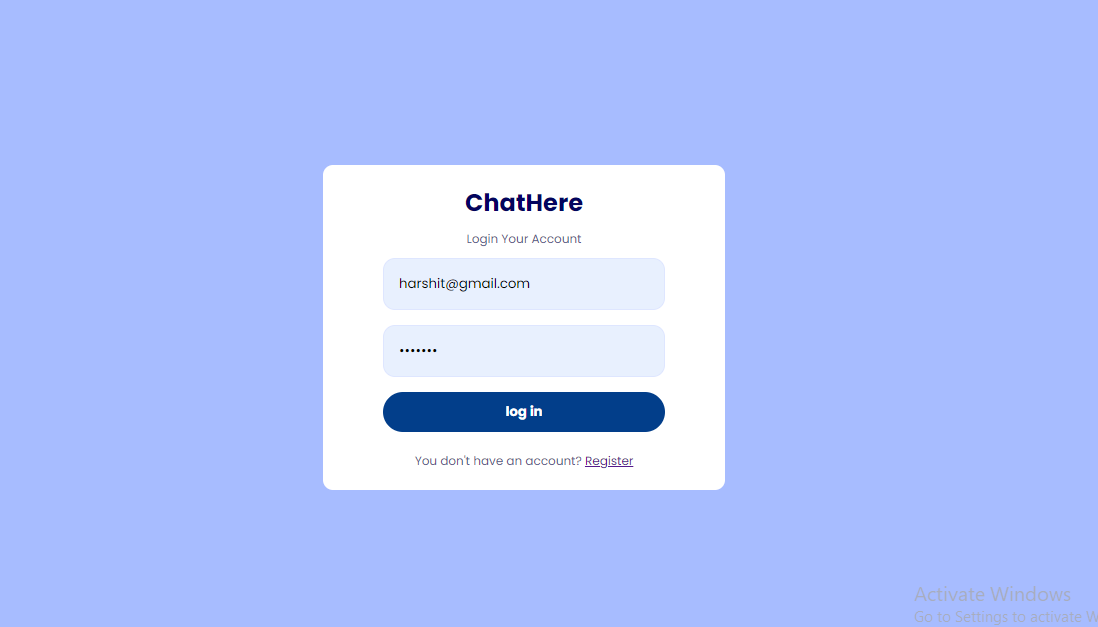 ChatHere
Login Your Account
harshit@gmail.com
•••••••
log in
You don't have an account? Register
Activate Windows
Go to Settings to activate W